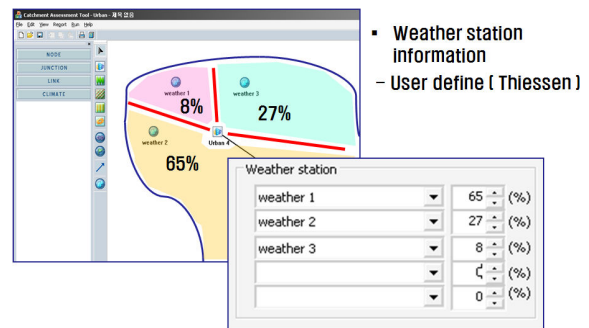 Catchment Assessment Tool - Urban - 제목 없음
File Edit View Report Run Help
NODE
JUNCTION
LINK
CLIMATE
weather 1
8%
weather 3
27%
weather 2
65%
Urban 4
▪ Weather station information
– User define ( Thiessen )
Weather station
weather 1 65 (%)
weather 2 27 (%)
weather 3 8 (%)
(%)
0 (%)